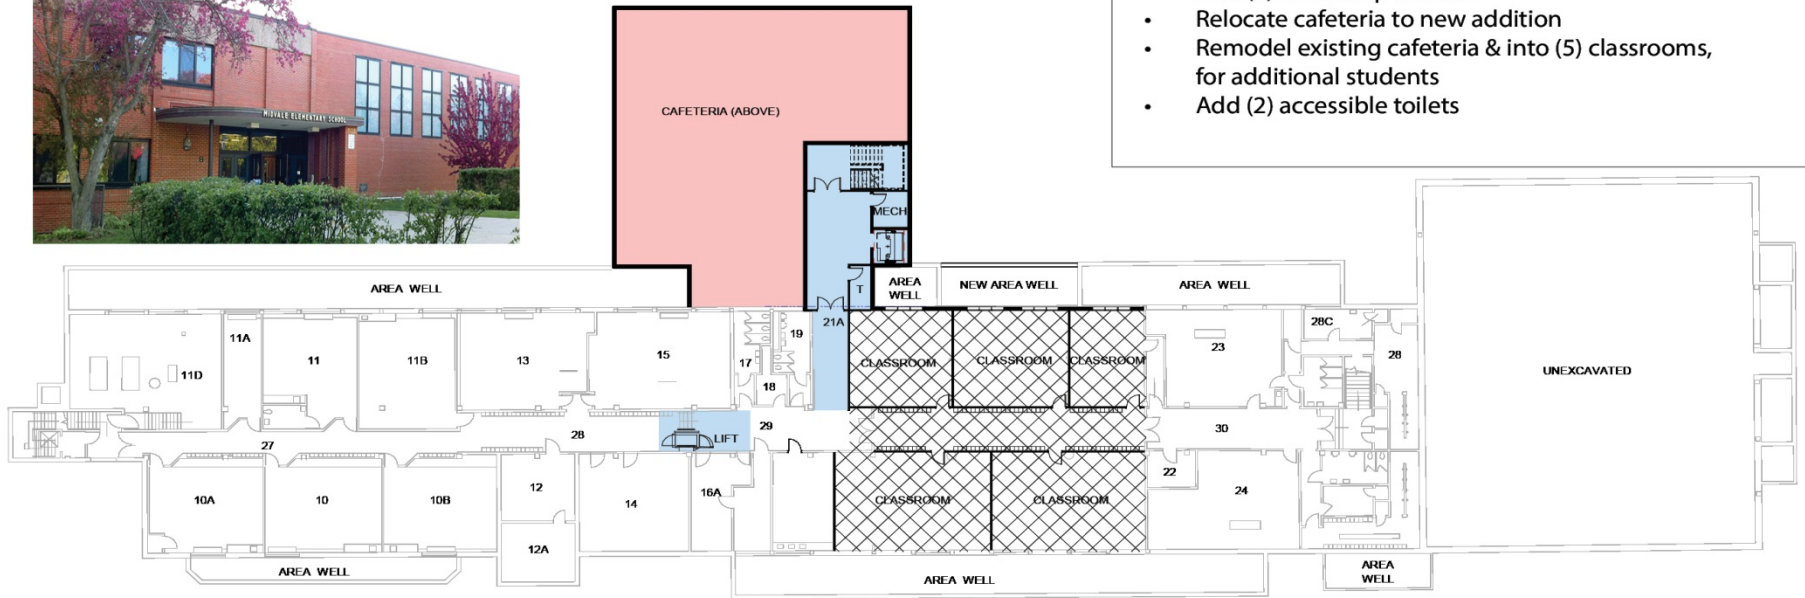 • Relocate cafeteria to new addition
• Remodel existing cafeteria & into (5) classrooms,
for additional students
• Add (2) accessible toilets
MIDVALE ELEMENTARY SCHOOL
CAFETERIA (ABOVE)
MECH
T
AREA WELL
AREA
WELL
NEW AREA WELL
AREA WELL
11D
11A
11
11B
13
15
17
18
19
21A
CLASSROOM
CLASSROOM
CLASSROOM
23
28C
28
UNEXCAVATED
27
28
LIFT
29
30
10A
10
10B
12
12A
14
16A
CLASSROOM
CLASSROOM
22
24
AREA WELL
AREA WELL
AREA
WELL